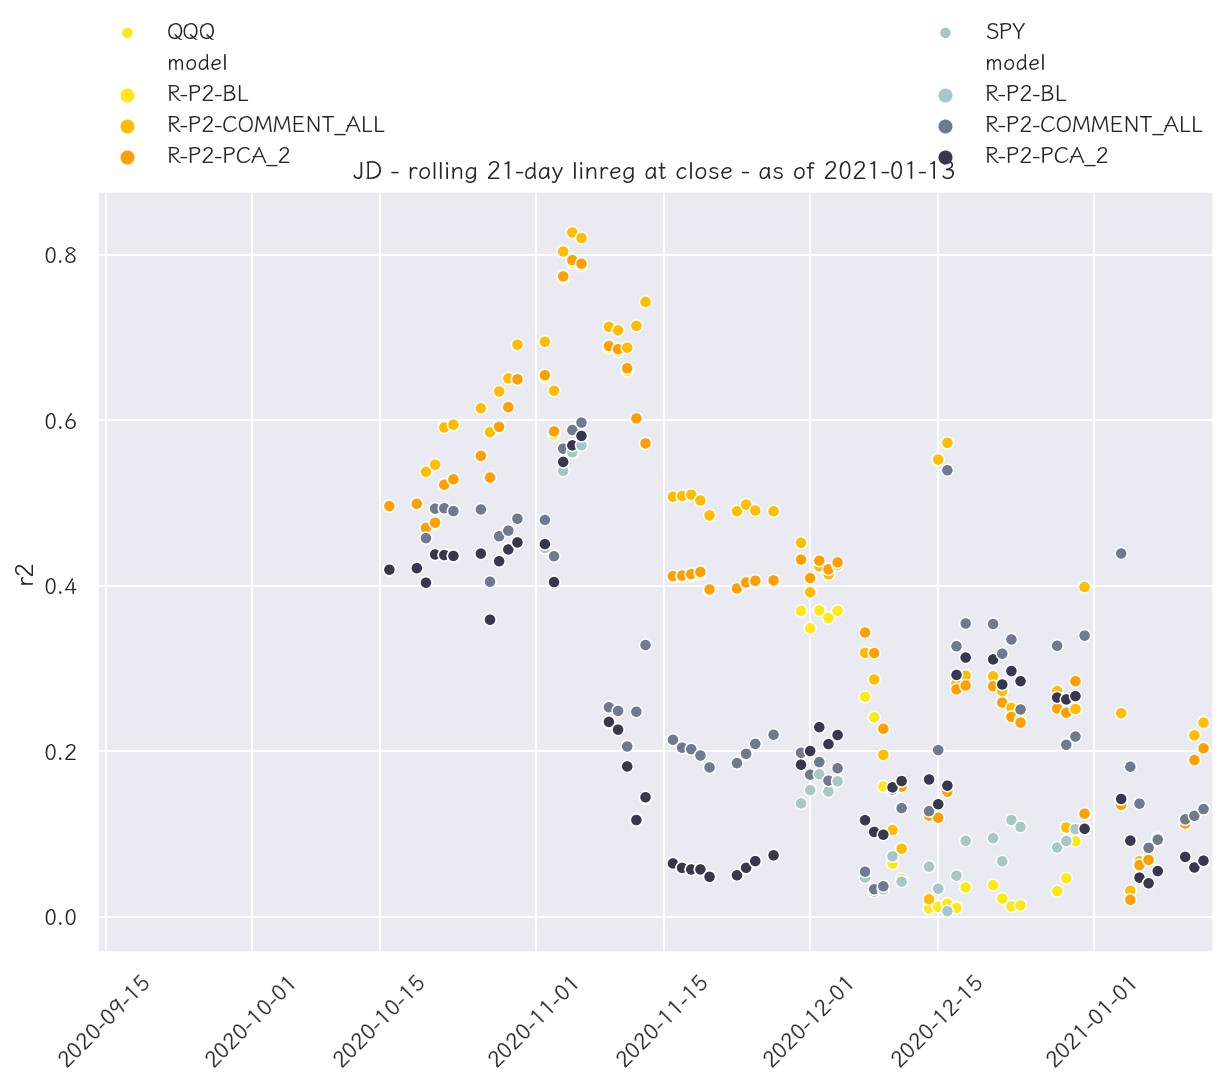 QQQ
model
R-P2-BL
R-P2-COMMENT_ALL
R-P2-PCA_2
SPY
model
R-P2-BL
R-P2-COMMENT_ALL
R-P2-PCA_2
JD - rolling 21-day linreg at close - as of 2021-01-13
r2
0.8
0.6
0.4
0.2
0.0
2020-09-15
2020-10-01
2020-10-15
2020-11-01
2020-11-15
2020-12-01
2020-12-15
2021-01-01